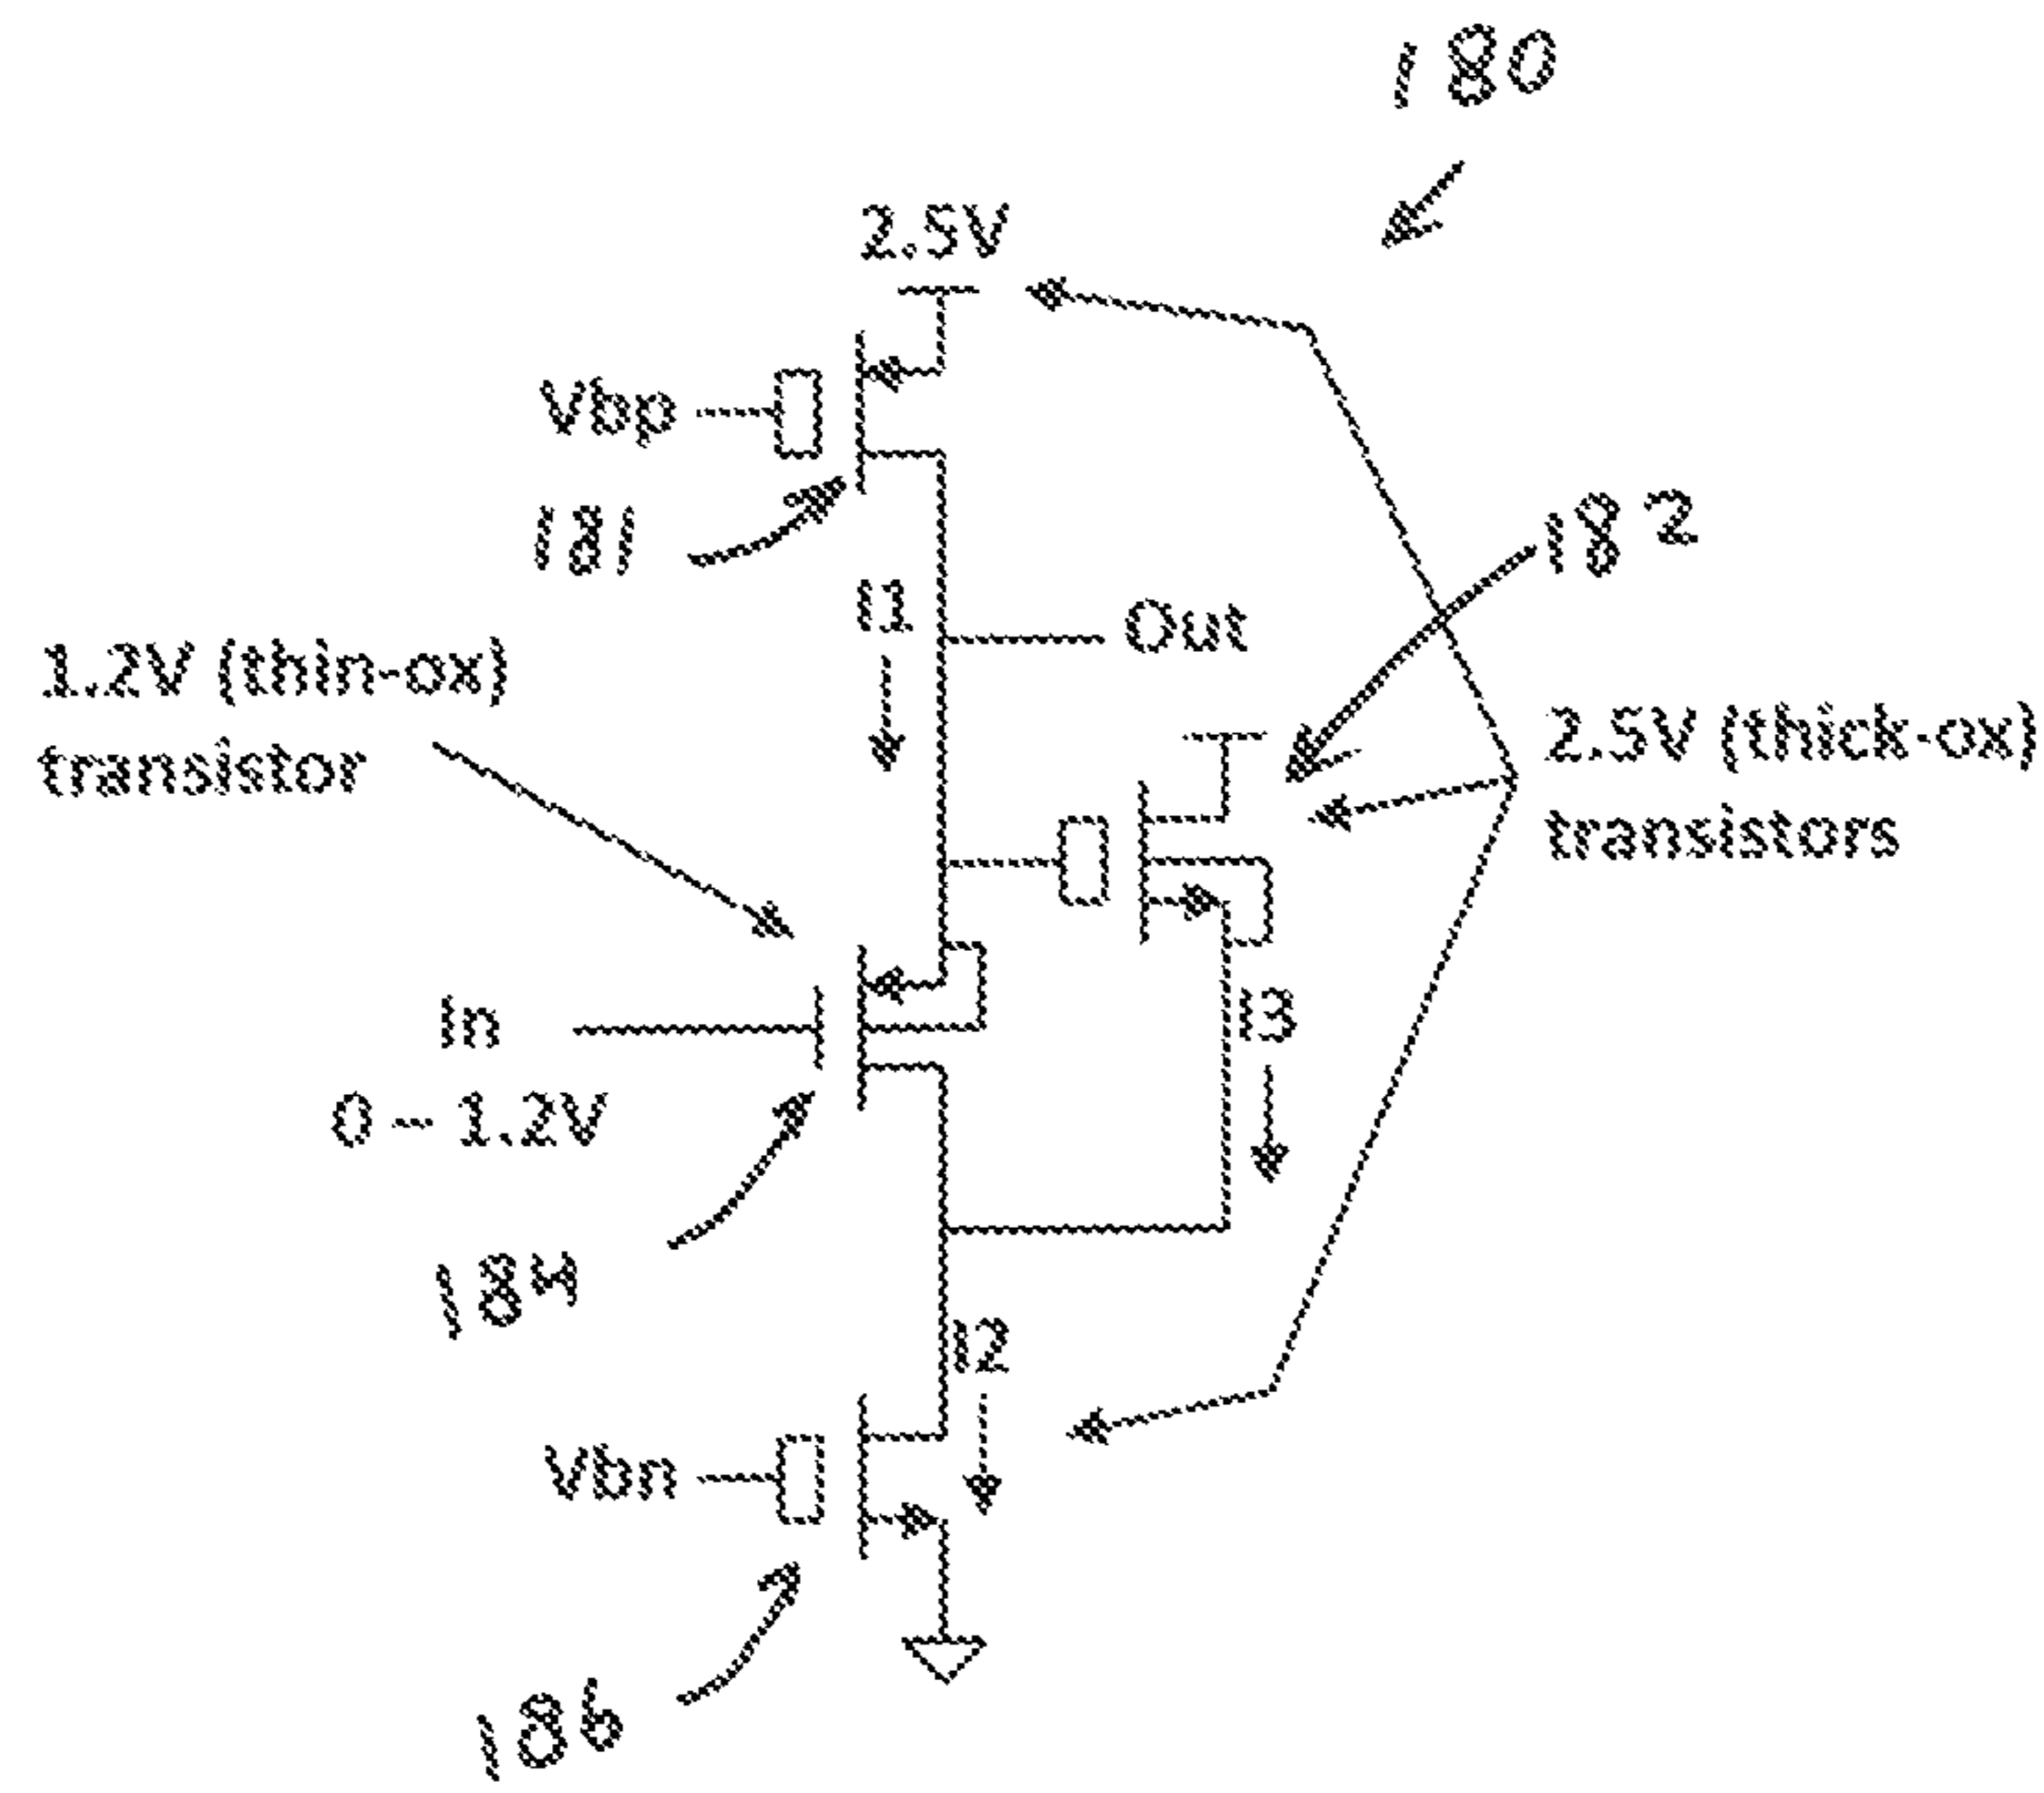 180
2.5V
Vbp
181
182
I1
Out
1.2V (thin-ox)
transistor
2.5V (thick-ox)
transistors
In
0 - 1.2V
I3
184
I2
Vbn
186